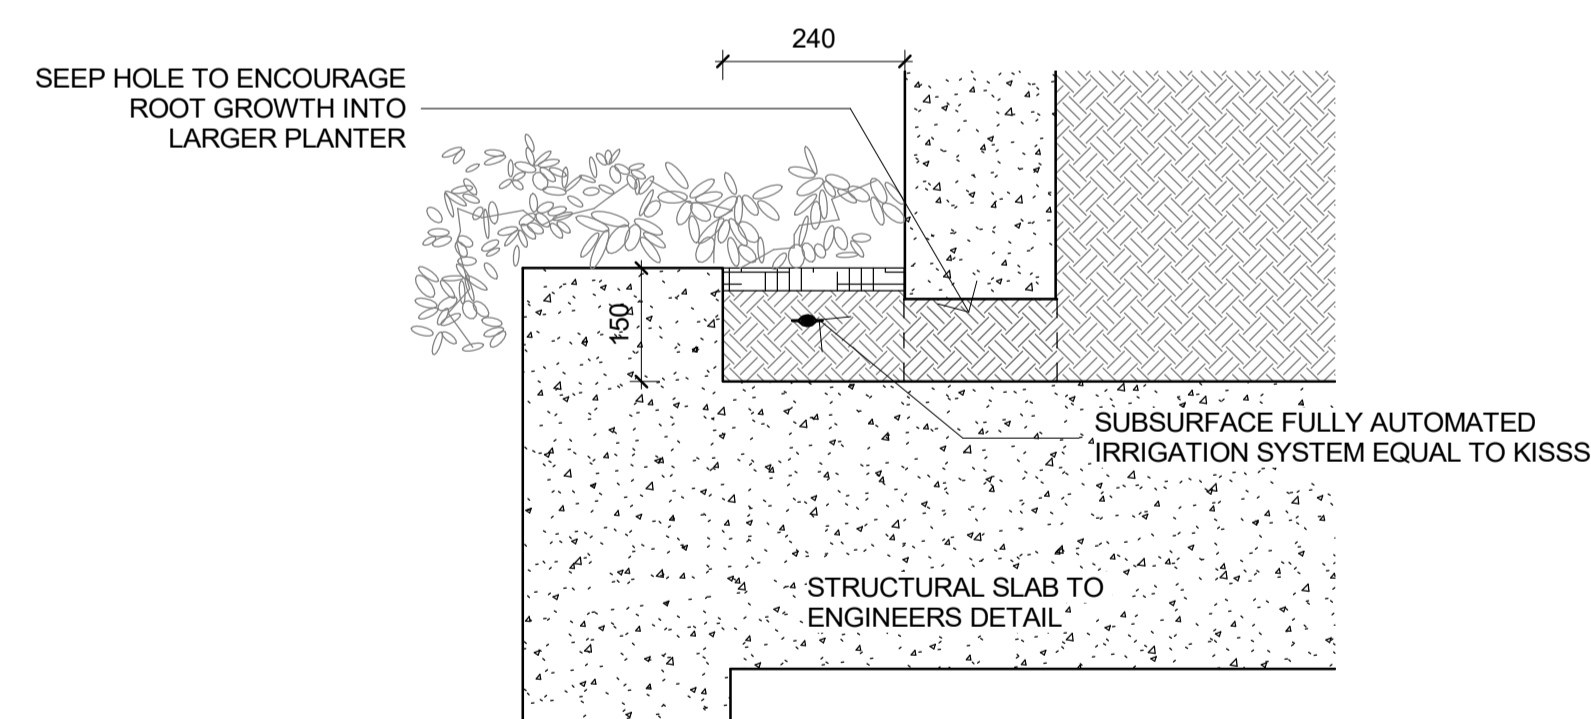 240
SEEP HOLE TO ENCOURAGE
ROOT GROWTH INTO
LARGER PLANTER
150
SUBSURFACE FULLY AUTOMATED
IRRIGATION SYSTEM EQUAL TO KISSS
STRUCTURAL SLAB TO
ENGINEERS DETAIL